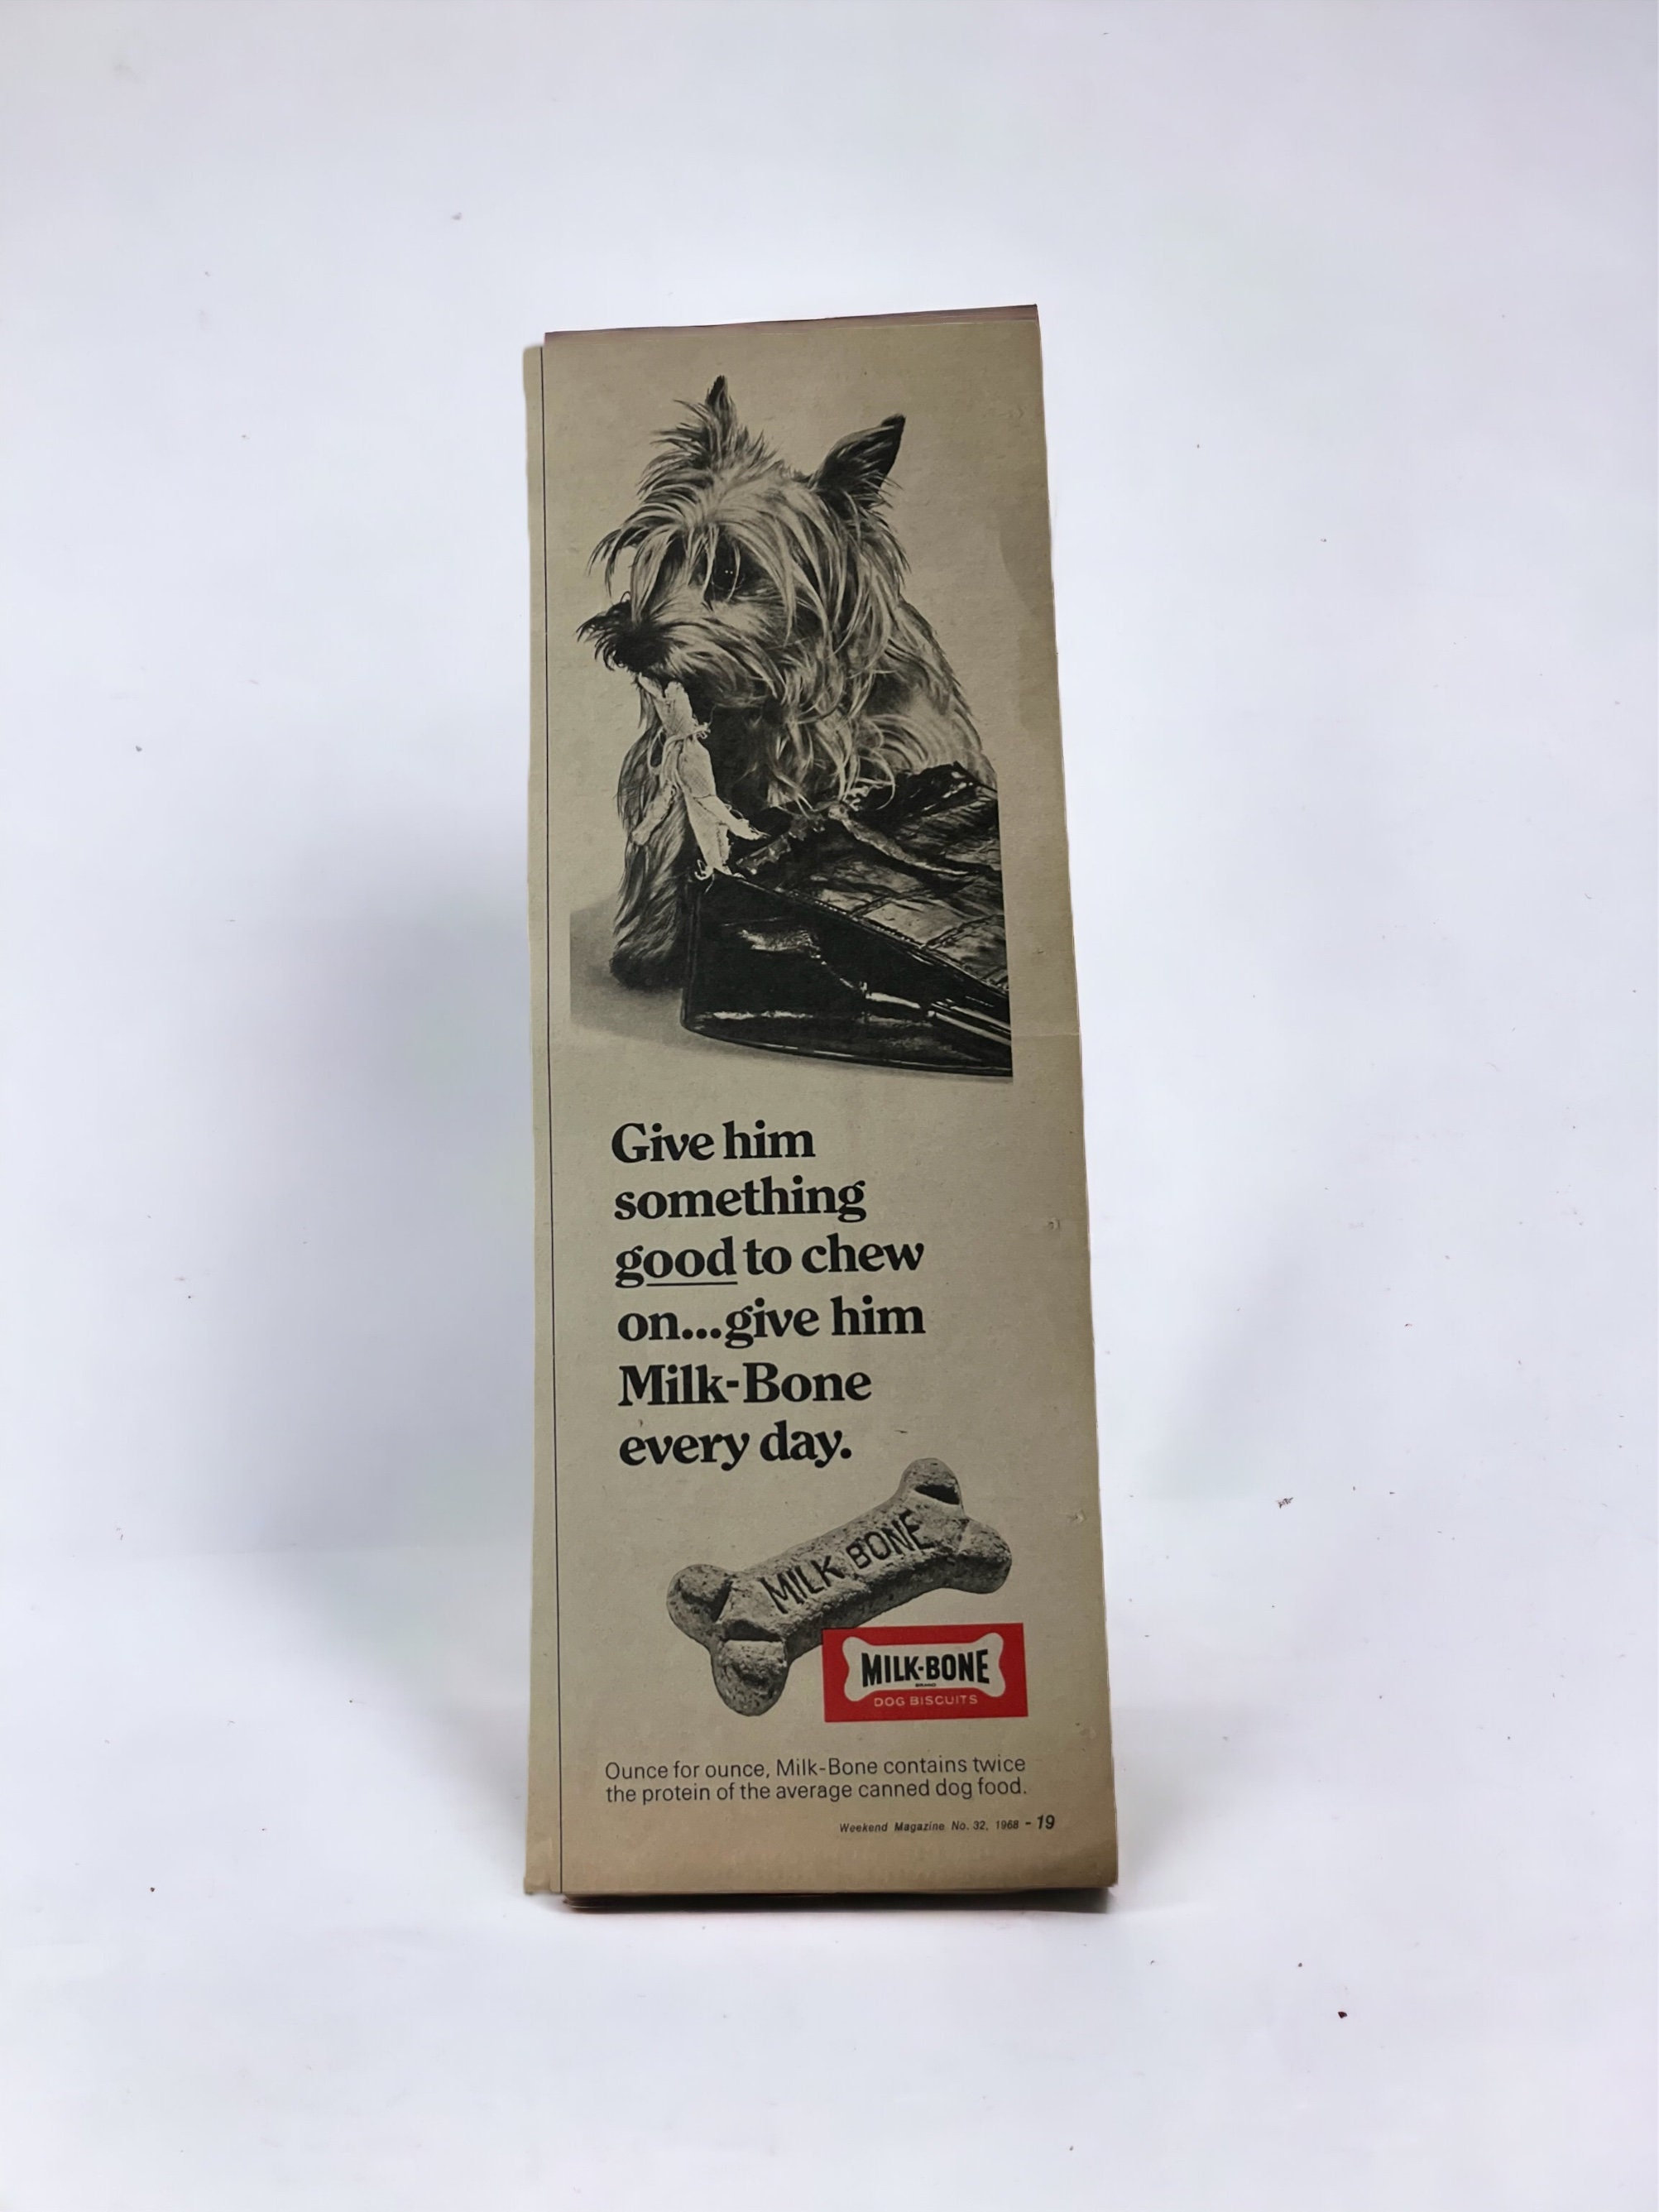 Give him
something
good to chew
on...give him
Milk-Bone
every day.
MILK BONE
MILK-BONE
BRAND
DOG BISCUITS
Ounce for ounce, Milk-Bone contains twice
the protein of the average canned dog food.
Weekend Magazine No. 32, 1968 - 19